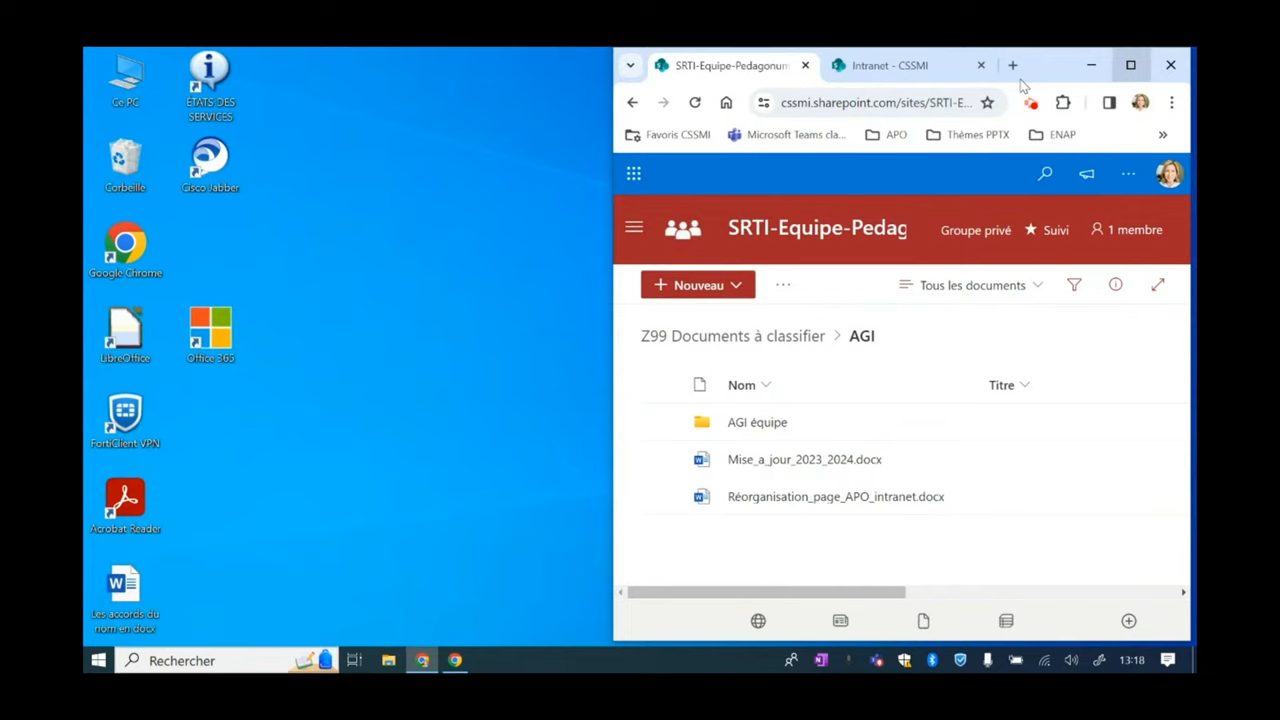 Ce PC
ÉTATS DES
SERVICES
Corbeille
Cisco Jabber
Google Chrome
LibreOffice
Office 365
FortiClient VPN
Acrobat Reader
Les accords du
nom en docx
SRTI-Equipe-Pedagonum
Intranet - CSSMI
cssmi.sharepoint.com/sites/SRTI-E...
Favoris CSSMI
Microsoft Teams cla...
APO
Thèmes PPTX
ENAP
SRTI-Equipe-Pedag
Groupe privé
Suivi
1 membre
Nouveau
Tous les documents
Z99 Documents à classifier > AGI
Nom
Titre
AGI équipe
Mise_a_jour_2023_2024.docx
Réorganisation_page_APO_intranet.docx
Rechercher
13:18